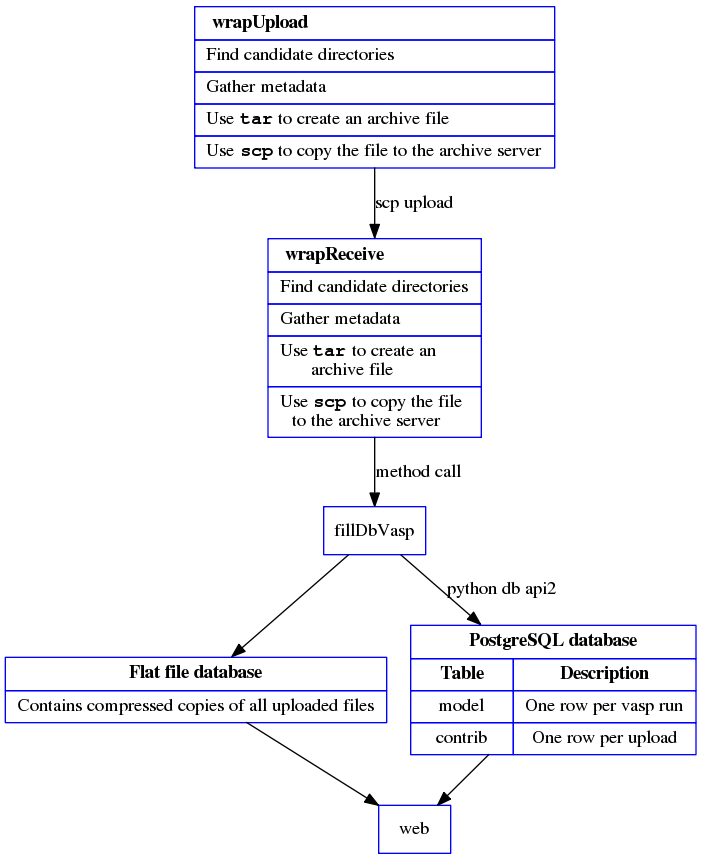 wrapUpload
Find candidate directories
Gather metadata
Use tar to create an archive file
Use scp to copy the file to the archive server
scp upload
wrapReceive
Find candidate directories
Gather metadata
Use tar to create an
archive file
Use scp to copy the file
to the archive server
method call
fillDbVasp
python db api2
Flat file database
Contains compressed copies of all uploaded files
PostgreSQL database
Table Description
model One row per vasp run
contrib One row per upload
web